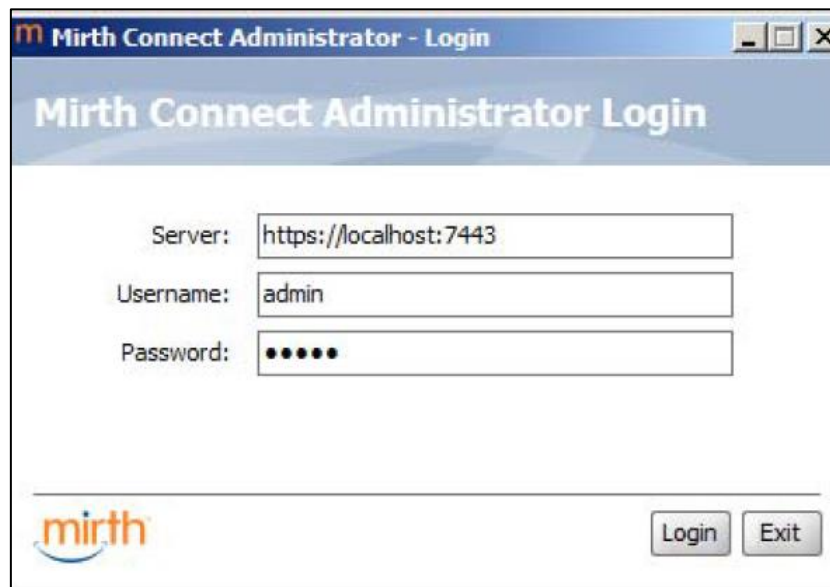 m Mirth Connect Administrator - Login
Mirth Connect Administrator Login
Server: https://localhost:7443
Username: admin
Password: •••••
mirth
Login Exit